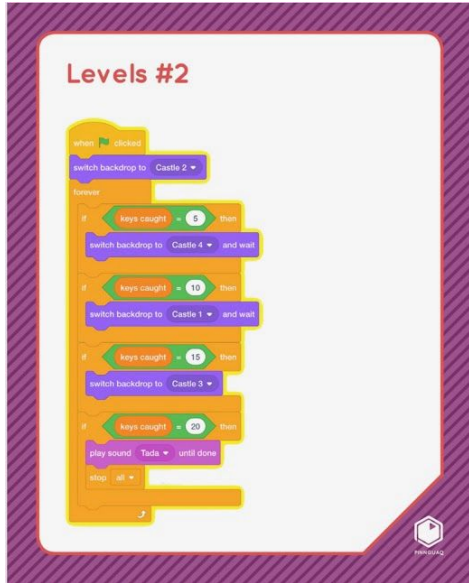 Levels #2
when clicked
switch backdrop to Castle 2
forever
if keys caught = 5 then
switch backdrop to Castle 4 and wait
if keys caught = 10 then
switch backdrop to Castle 1 and wait
if keys caught = 15 then
switch backdrop to Castle 3
if keys caught = 20 then
play sound Tada until done
stop all
PINNGUAQ